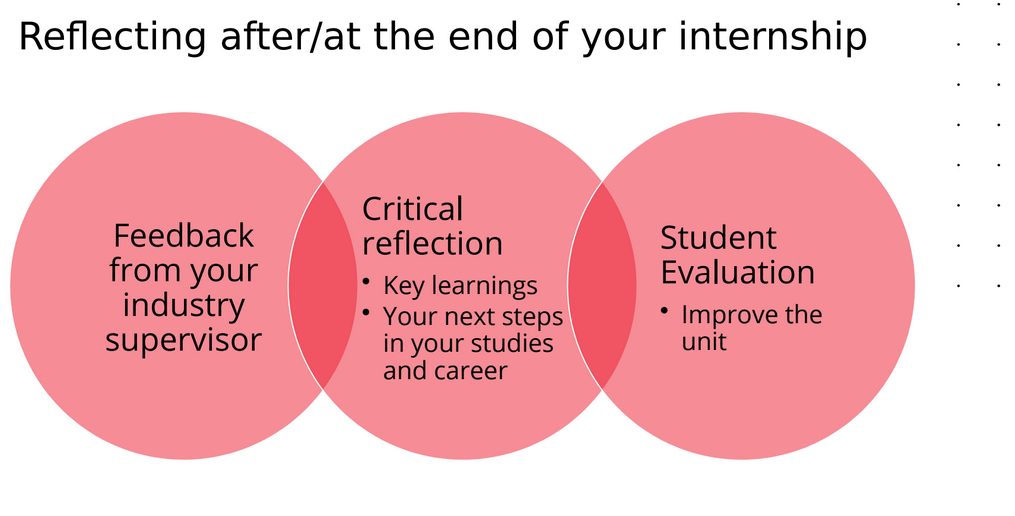 Reflecting after/at the end of your internship
Feedback
from your
industry
supervisor
Critical
reflection
• Key learnings
• Your next steps
in your studies
and career
Student
Evaluation
• Improve the
unit